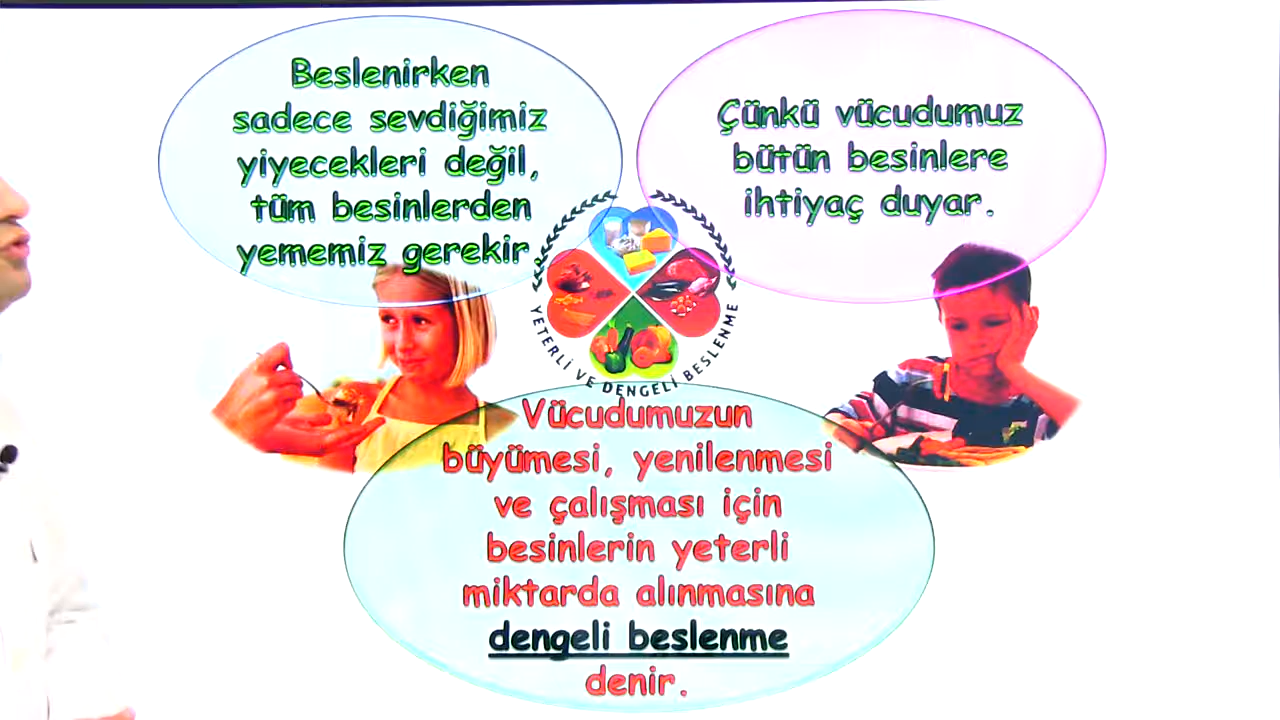 Beslenirken
sadece sevdiğimiz
yiyecekleri değil,
tüm besinlerden
yememiz gerekir.
Çünkü vücudumuz
bütün besinlere
ihtiyaç duyar.
YETERLİ VE DENGELİ BESLENME
Vücudumuzun
büyümesi, yenilenmesi
ve çalışması için
besinlerin yeterli
miktarda alınmasına
dengeli beslenme
denir.